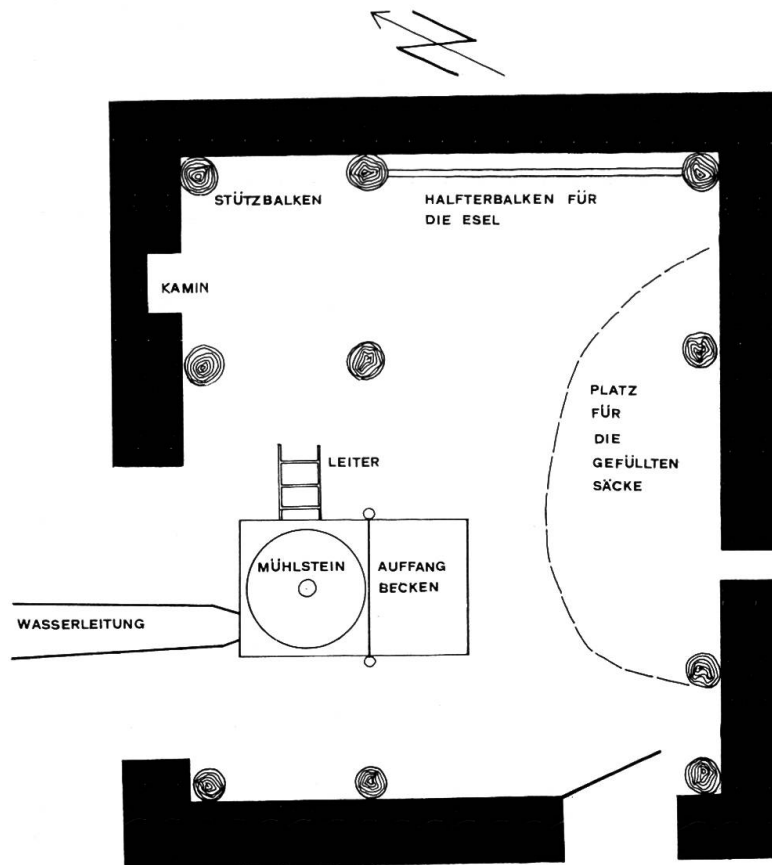 STÜTZBALKEN
HALFTERBALKEN FÜR
DIE ESEL
KAMIN
PLATZ
FÜR
DIE
GEFÜLLTEN
SÄCKE
LEITER
MÜHLSTEIN
AUFFANG
BECKEN
WASSERLEITUNG